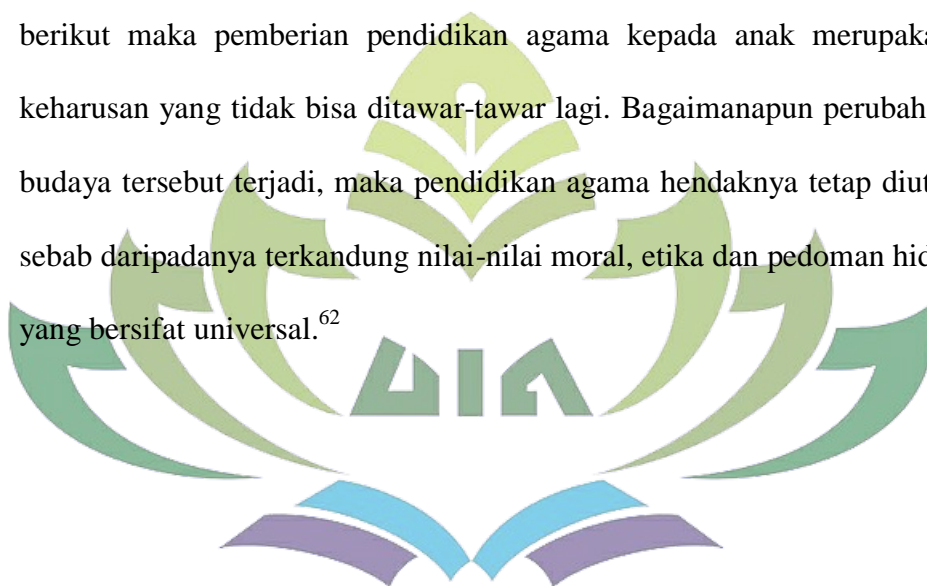 berikut maka pemberian pendidikan agama kepada anak merupaka
keharusan yang tidak bisa ditawar-tawar lagi. Bagaimanapun perubah
budaya tersebut terjadi, maka pendidikan agama hendaknya tetap diut
sebab daripadanya terkandung nilai-nilai moral, etika dan pedoman hid
yang bersifat universal.⁶²
UIN